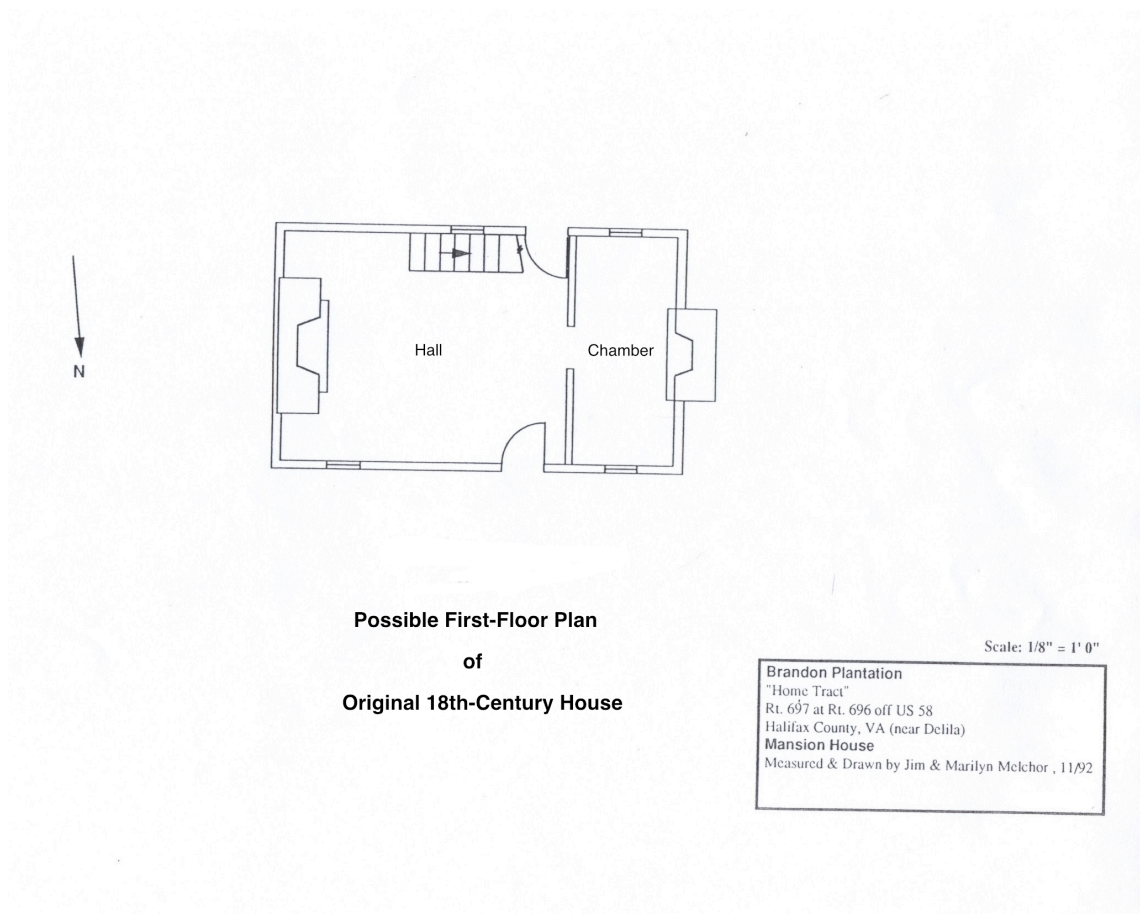 Hall
Chamber
N
Possible First-Floor Plan
of
Original 18th-Century House
Scale: 1/8" = 1' 0"
Brandon Plantation
"Home Tract"
Rt. 697 at Rt. 696 off US 58
Halifax County, VA (near Delila)
Mansion House
Measured & Drawn by Jim & Marilyn Melchor , 11/92